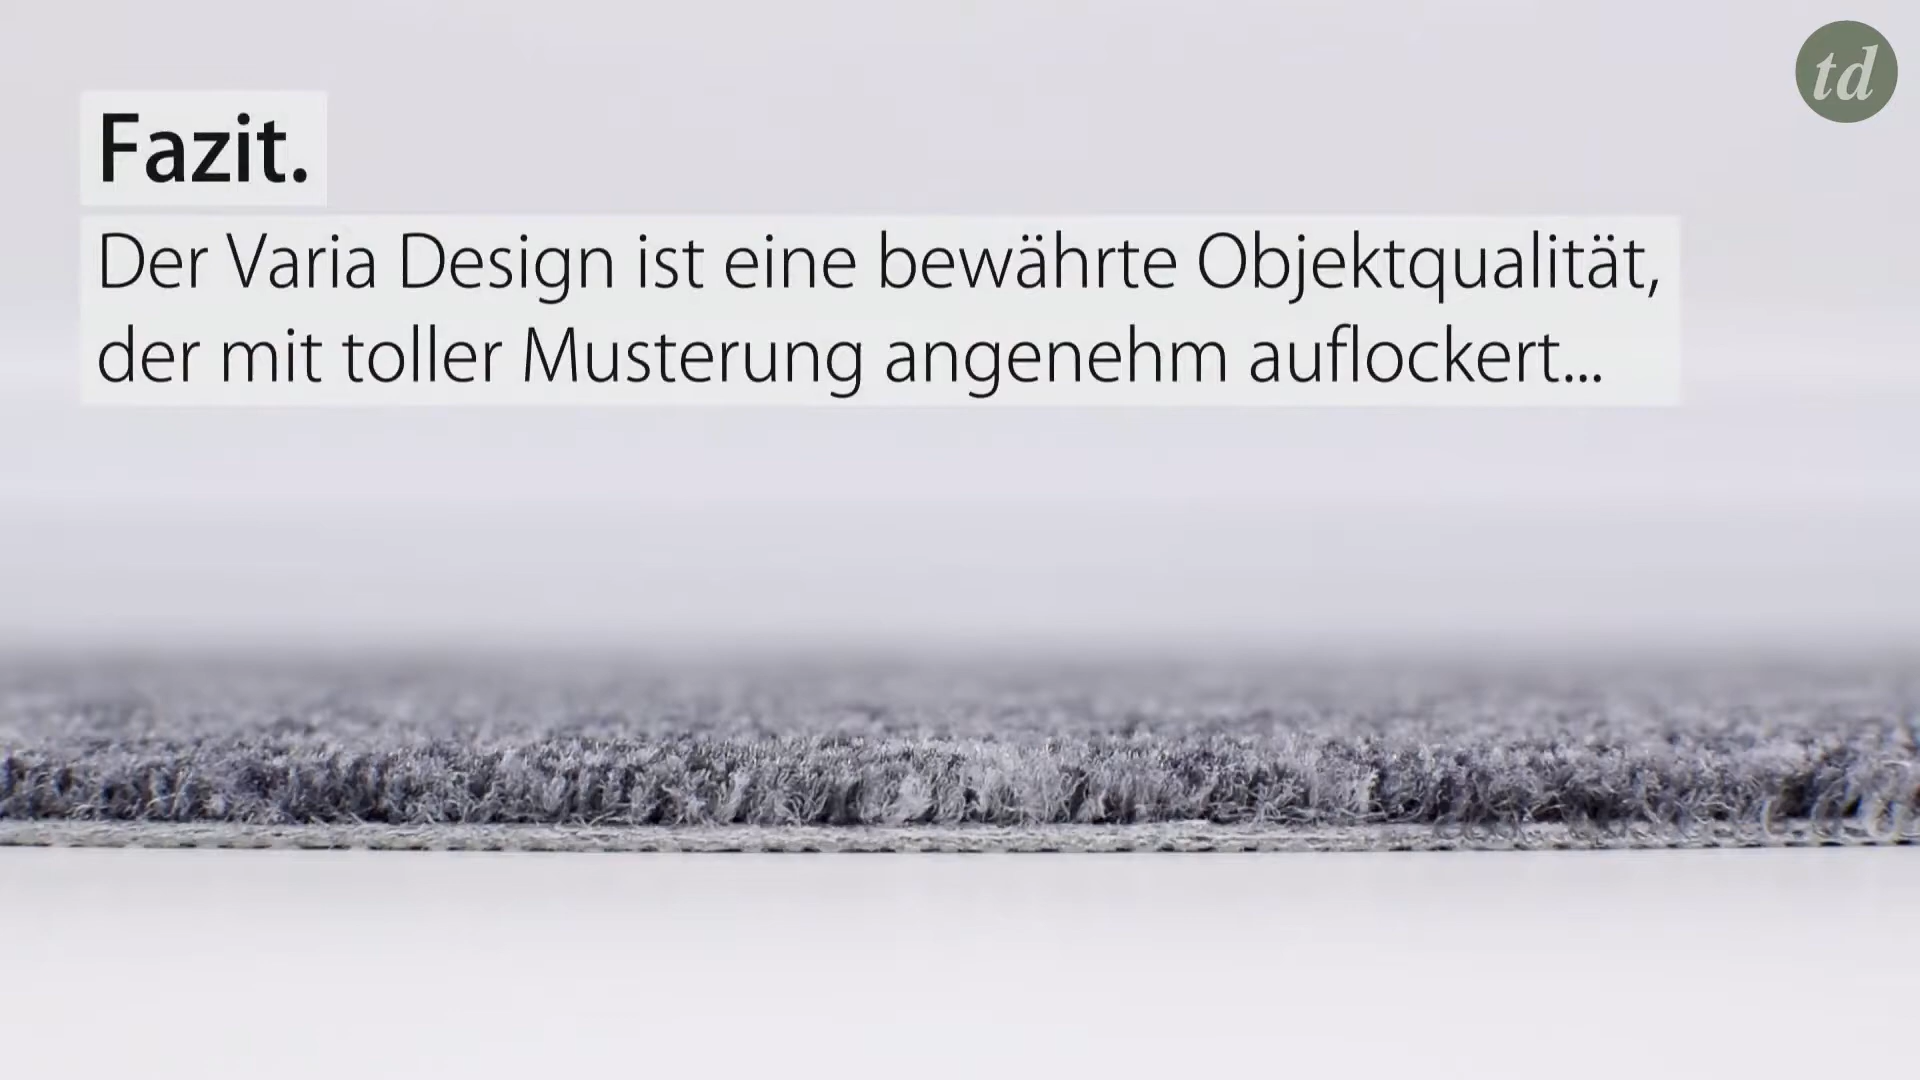 td
Fazit.
Der Varia Design ist eine bewährte Objektqualität,
der mit toller Musterung angenehm auflockert...